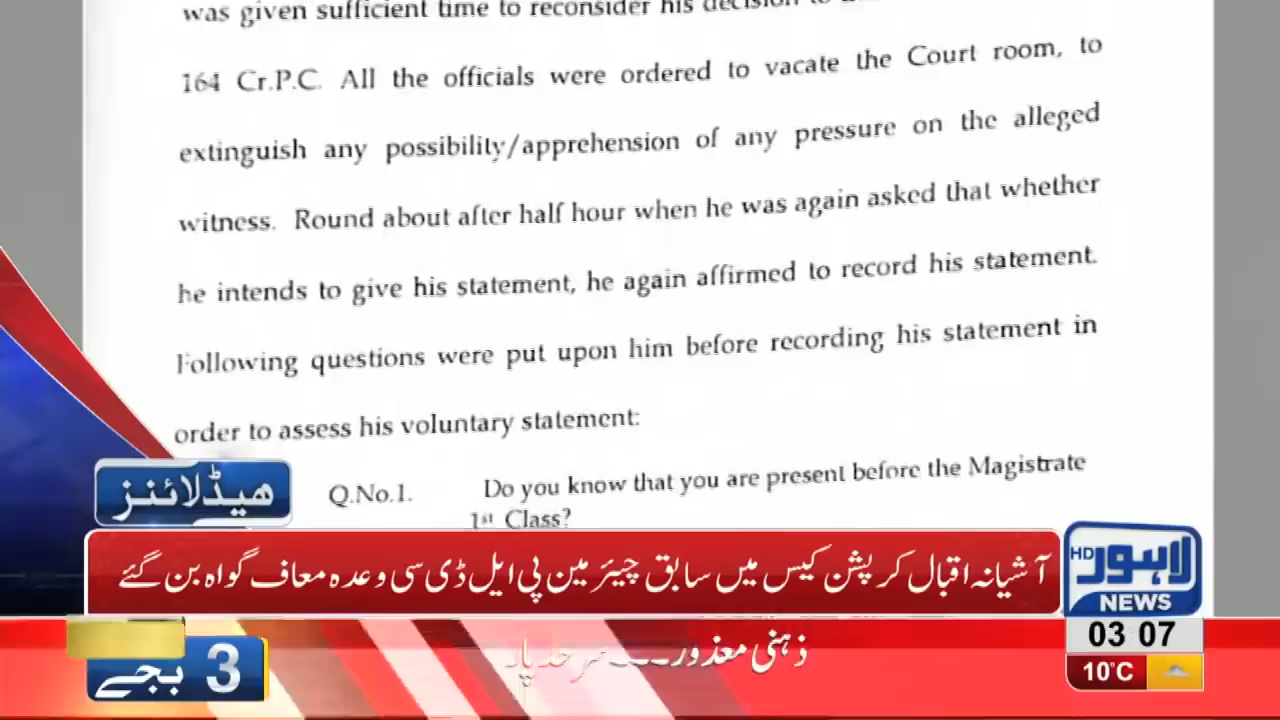 was given sufficient time to reconsider his decision to
164 Cr.P.C. All the officials were ordered to vacate the Court room, to
extinguish any possibility/apprehension of any pressure on the alleged
witness. Round about after half hour when he was again asked that whether
he intends to give his statement, he again affirmed to record his statement.
Following questions were put upon him before recording his statement in
order to assess his voluntary statement:
Q.No.1. Do you know that you are present before the Magistrate
1st Class?
ہیڈلائنز
آشیانہ اقبال کرپشن کیس میں سابق چیئرمین پی ایل ڈی سی وعدہ معاف گواہ بن گئے
HD لاہور
NEWS
03 07
10°C
ذہنی معذور۔۔۔سرحد پار
3 بجے